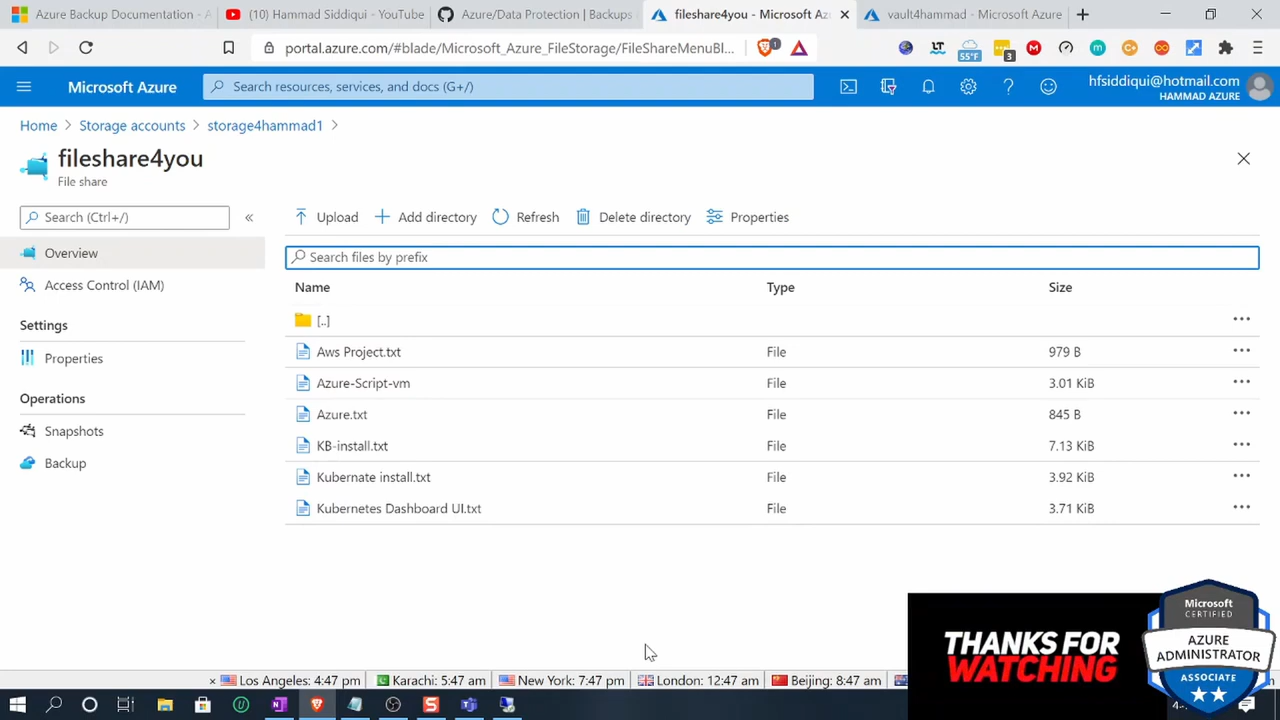 Azure Backup Documentation - A
(10) Hammad Siddiqui - YouTube
Azure/Data Protection | Backups
fileshare4you - Microsoft Az
vault4hammad - Microsoft Azure
portal.azure.com/#blade/Microsoft_Azure_FileStorage/FileShareMenuBl...
1
LT
55°F
3
M
m
C+
Microsoft Azure
Search resources, services, and docs (G+/)
hfsiddiqui@hotmail.com
HAMMAD AZURE
Home > Storage accounts > storage4hammad1 >
fileshare4you
File share
Search (Ctrl+/)
«
Upload
Add directory
Refresh
Delete directory
Properties
Overview
Access Control (IAM)
Settings
Properties
Operations
Snapshots
Backup
Search files by prefix
Name Type Size
[..]
Aws Project.txt File 979 B
Azure-Script-vm File 3.01 KiB
Azure.txt File 845 B
KB-install.txt File 7.13 KiB
Kubernate install.txt File 3.92 KiB
Kubernetes Dashboard UI.txt File 3.71 KiB
THANKS FOR
WATCHING
Microsoft
CERTIFIED
AZURE
ADMINISTRATOR
ASSOCIATE
Los Angeles: 4:47 pm
Karachi: 5:47 am
New York: 7:47 pm
London: 12:47 am
Beijing: 8:47 am